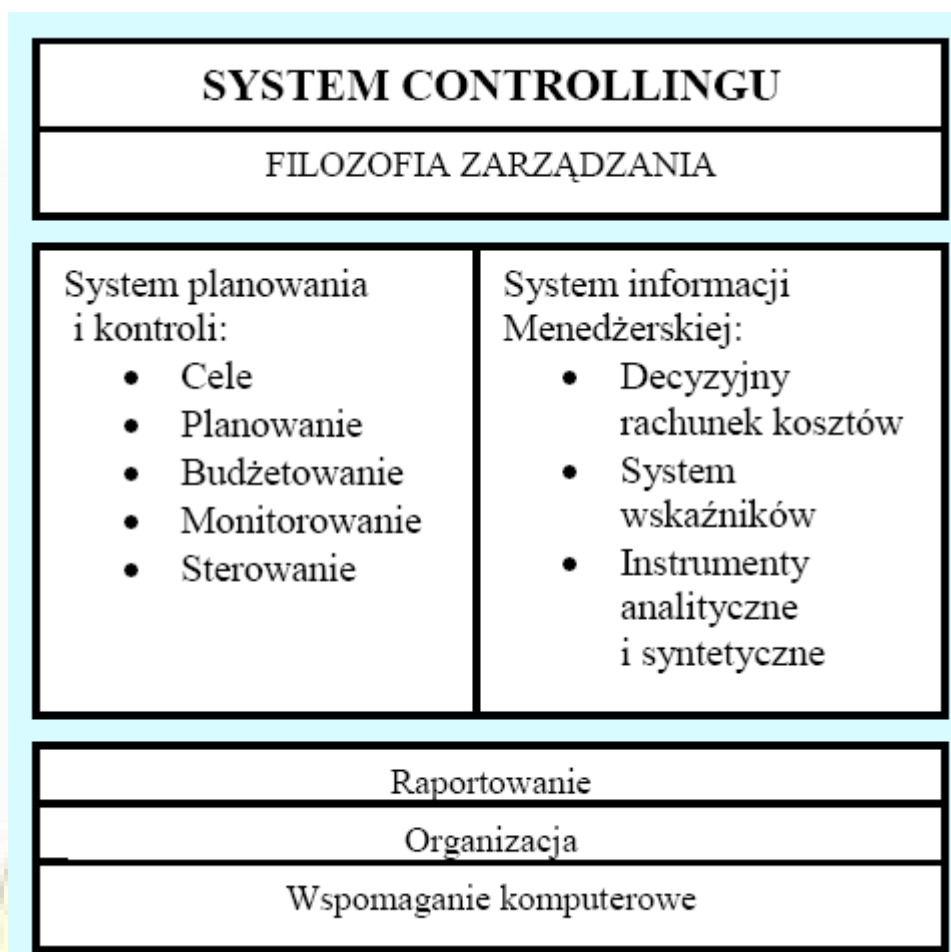 SYSTEM CONTROLLINGU
FILOZOFIA ZARZĄDZANIA
System planowania
i kontroli:
• Cele
• Planowanie
• Budżetowanie
• Monitorowanie
• Sterowanie
System informacji
Menedżerskiej:
• Decyzyjny
rachunek kosztów
• System
wskaźników
• Instrumenty
analityczne
i syntetyczne
Raportowanie
Organizacja
Wspomaganie komputerowe